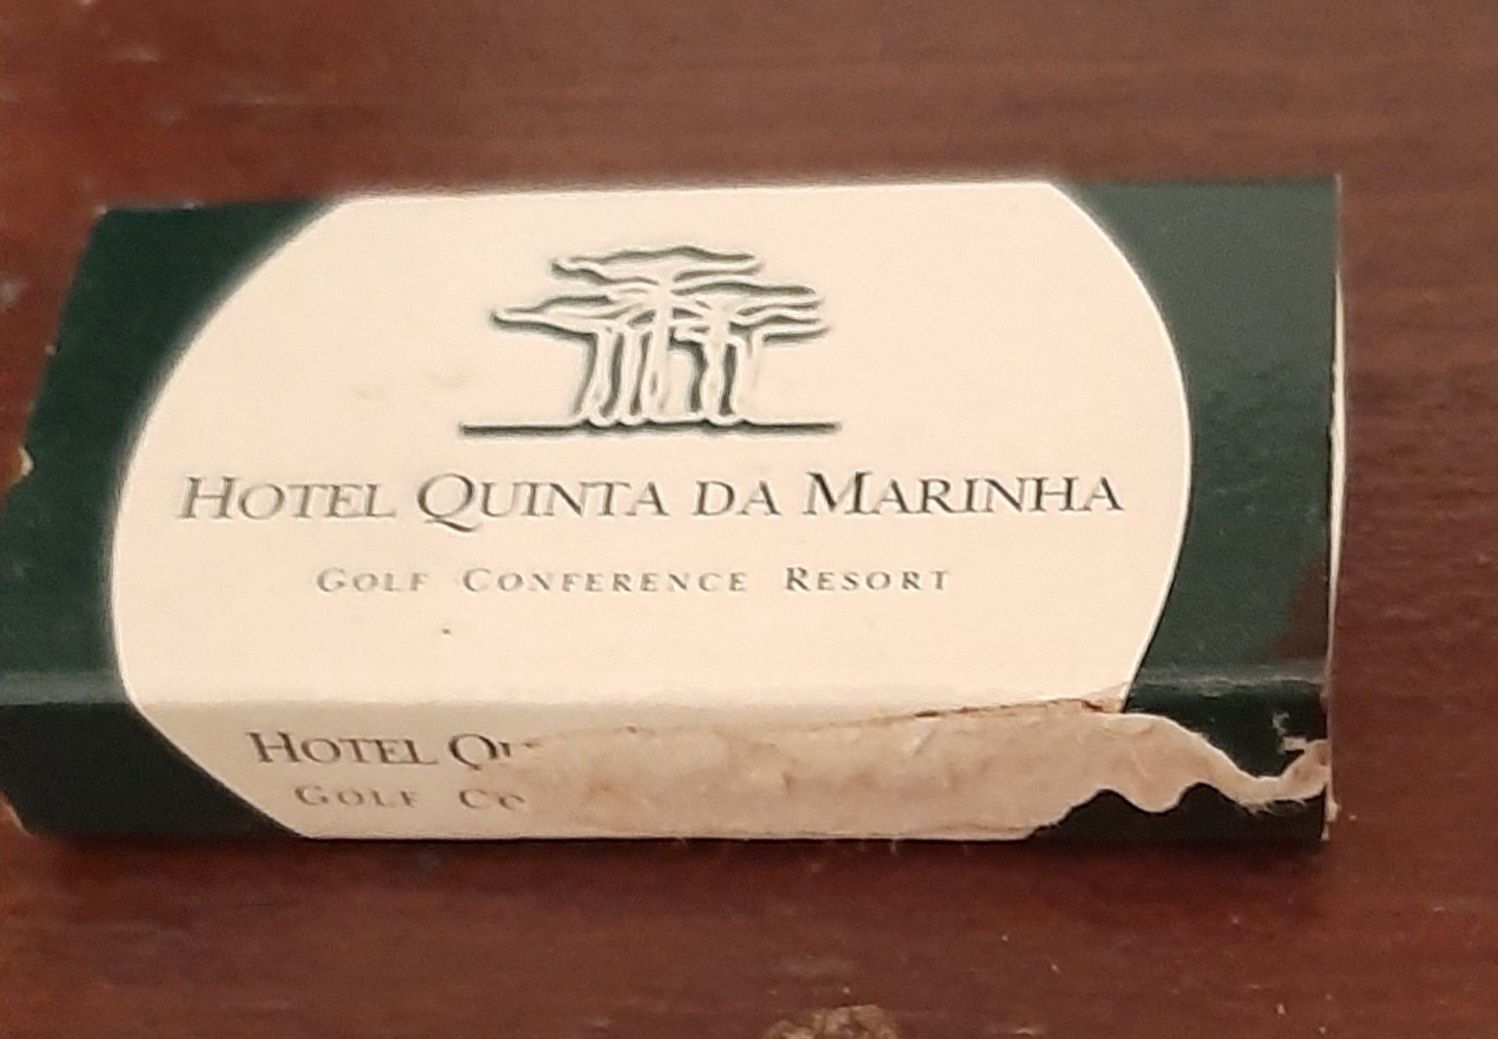 HOTEL QUINTA DA MARINHA
GOLF CONFERENCE RESORT
HOTEL
GOLF